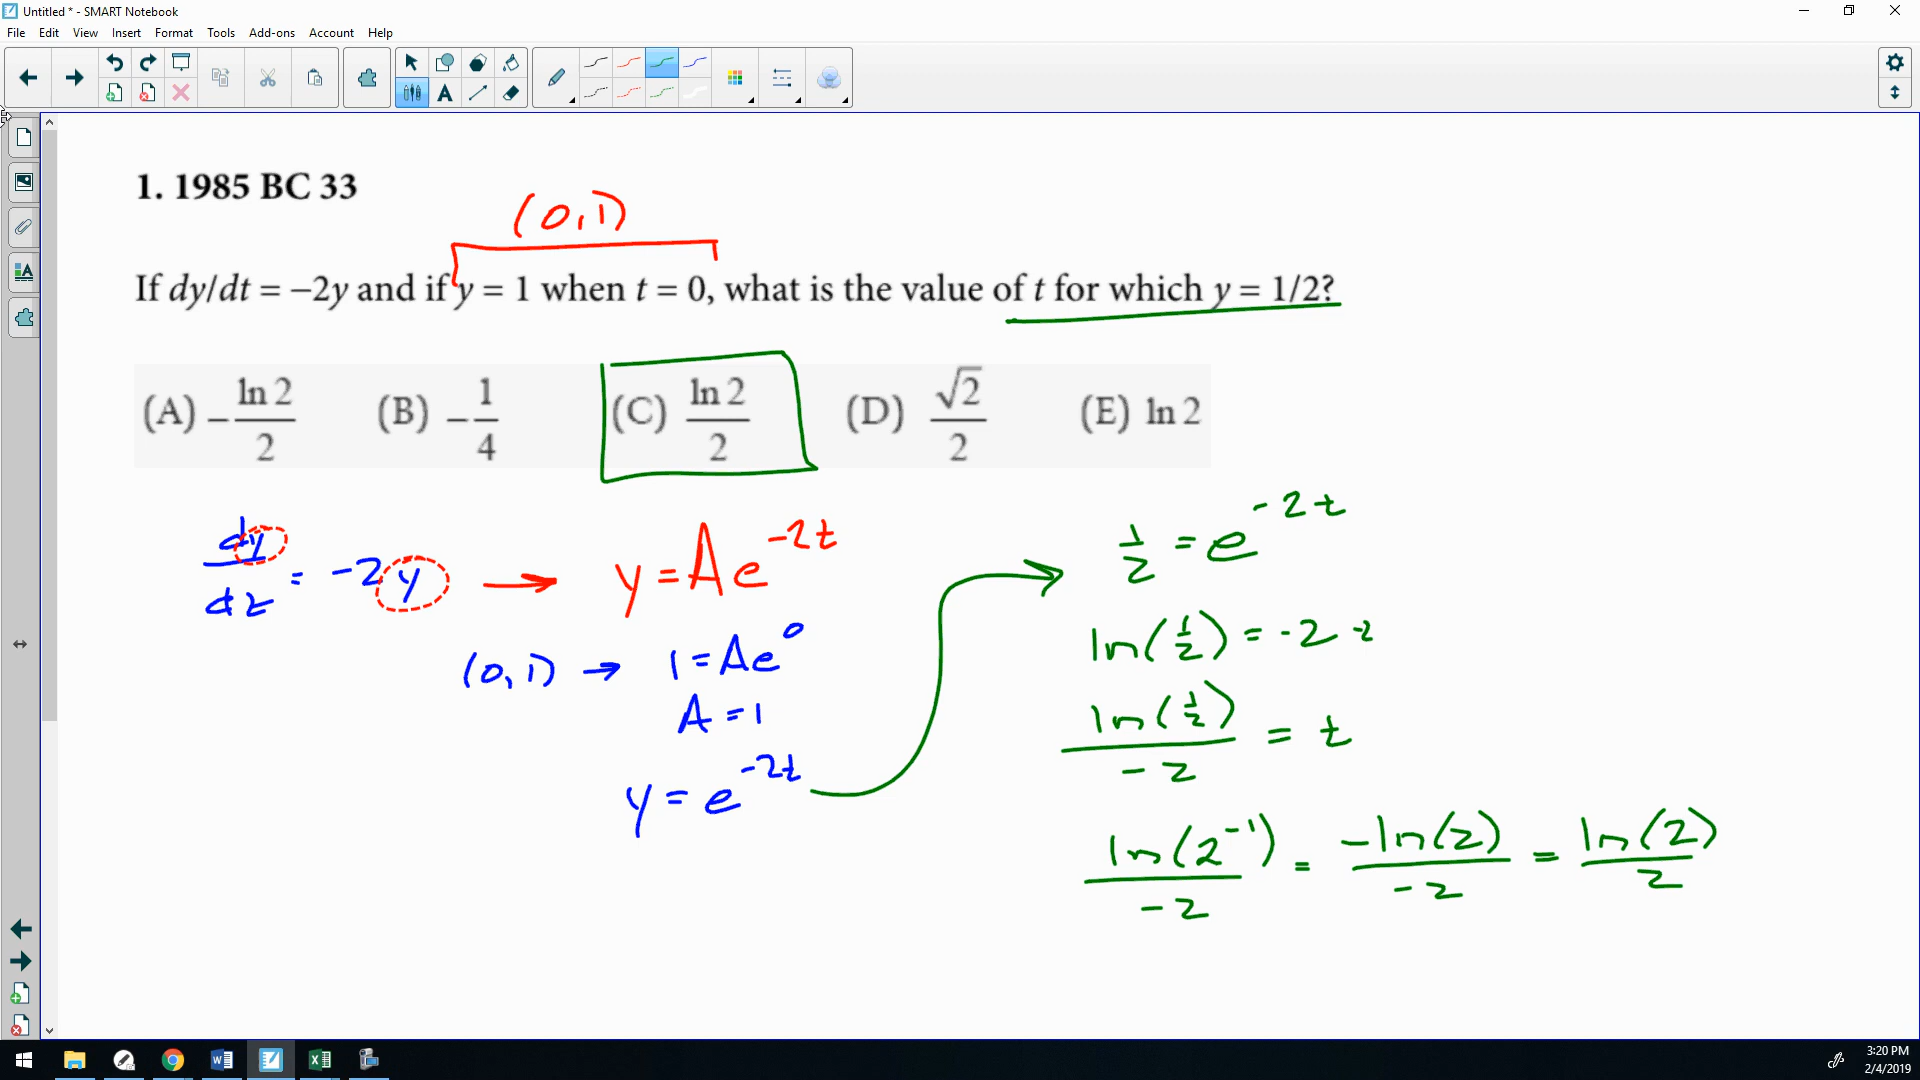 Untitled * - SMART Notebook
File Edit View Insert Format Tools Add-ons Account Help
1. 1985 BC 33
(0,1)
If dy/dt = −2y and if y = 1 when t = 0, what is the value of t for which y = 1/2?
(A) −ln 2/2 (B) −1/4 (C) ln 2/2 (D) √2/2 (E) ln 2
dy/dt = -2y → y = Ae^-2t
(0,1) → 1 = Ae^0
A = 1
y = e^-2t
1/2 = e^-2t
ln(1/2) = -2t
ln(1/2)/-2 = t
ln(2^-1)/-2 = -ln(2)/-2 = ln(2)/2
3:20 PM
2/4/2019